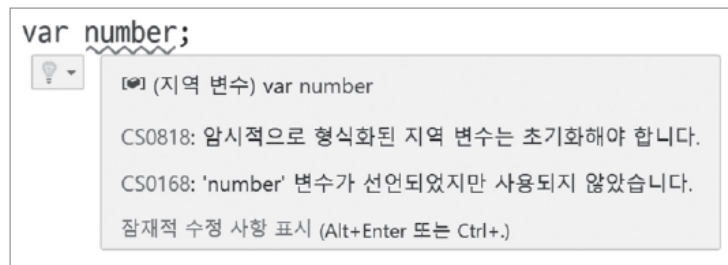 var number;
(지역 변수) var number
CS0818: 암시적으로 형식화된 지역 변수는 초기화해야 합니다.
CS0168: 'number' 변수가 선언되었지만 사용되지 않았습니다.
잠재적 수정 사항 표시 (Alt+Enter 또는 Ctrl+.)